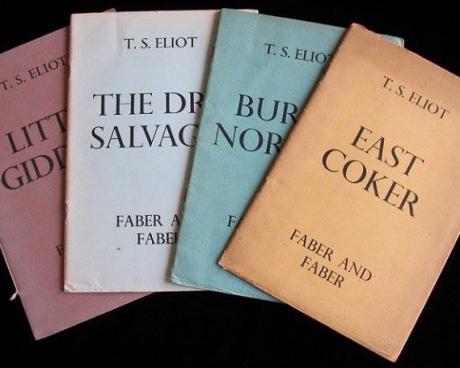 T. S. ELIOT
LITT
GIDD
F
T. S. ELIOT
THE DR
SALVAG
FABER A
FABER
T. S. ELIOT
BUR
NOR
F
T. S. ELIOT
EAST
COKER
FABER AND
FABER